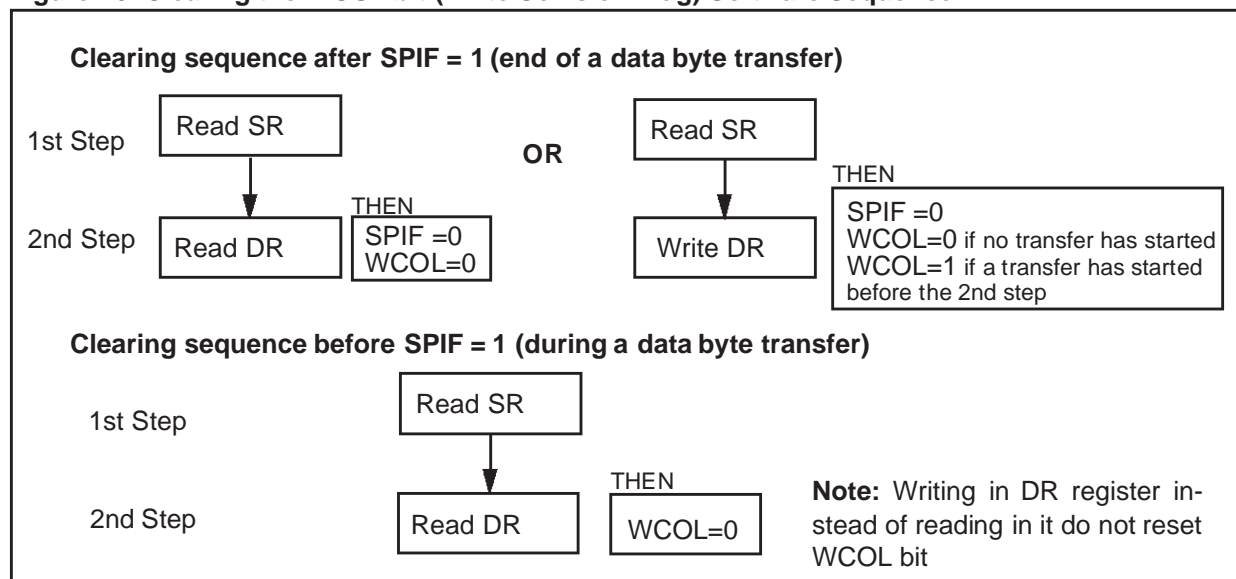 Clearing sequence after SPIF = 1 (end of a data byte transfer)
1st Step
Read SR
OR
Read SR
THEN
2nd Step
Read DR
THEN
SPIF =0
WCOL=0
Write DR
SPIF =0
WCOL=0 if no transfer has started
WCOL=1 if a transfer has started
before the 2nd step
Clearing sequence before SPIF = 1 (during a data byte transfer)
1st Step
Read SR
2nd Step
Read DR
THEN
WCOL=0
Note: Writing in DR register in-
stead of reading in it do not reset
WCOL bit